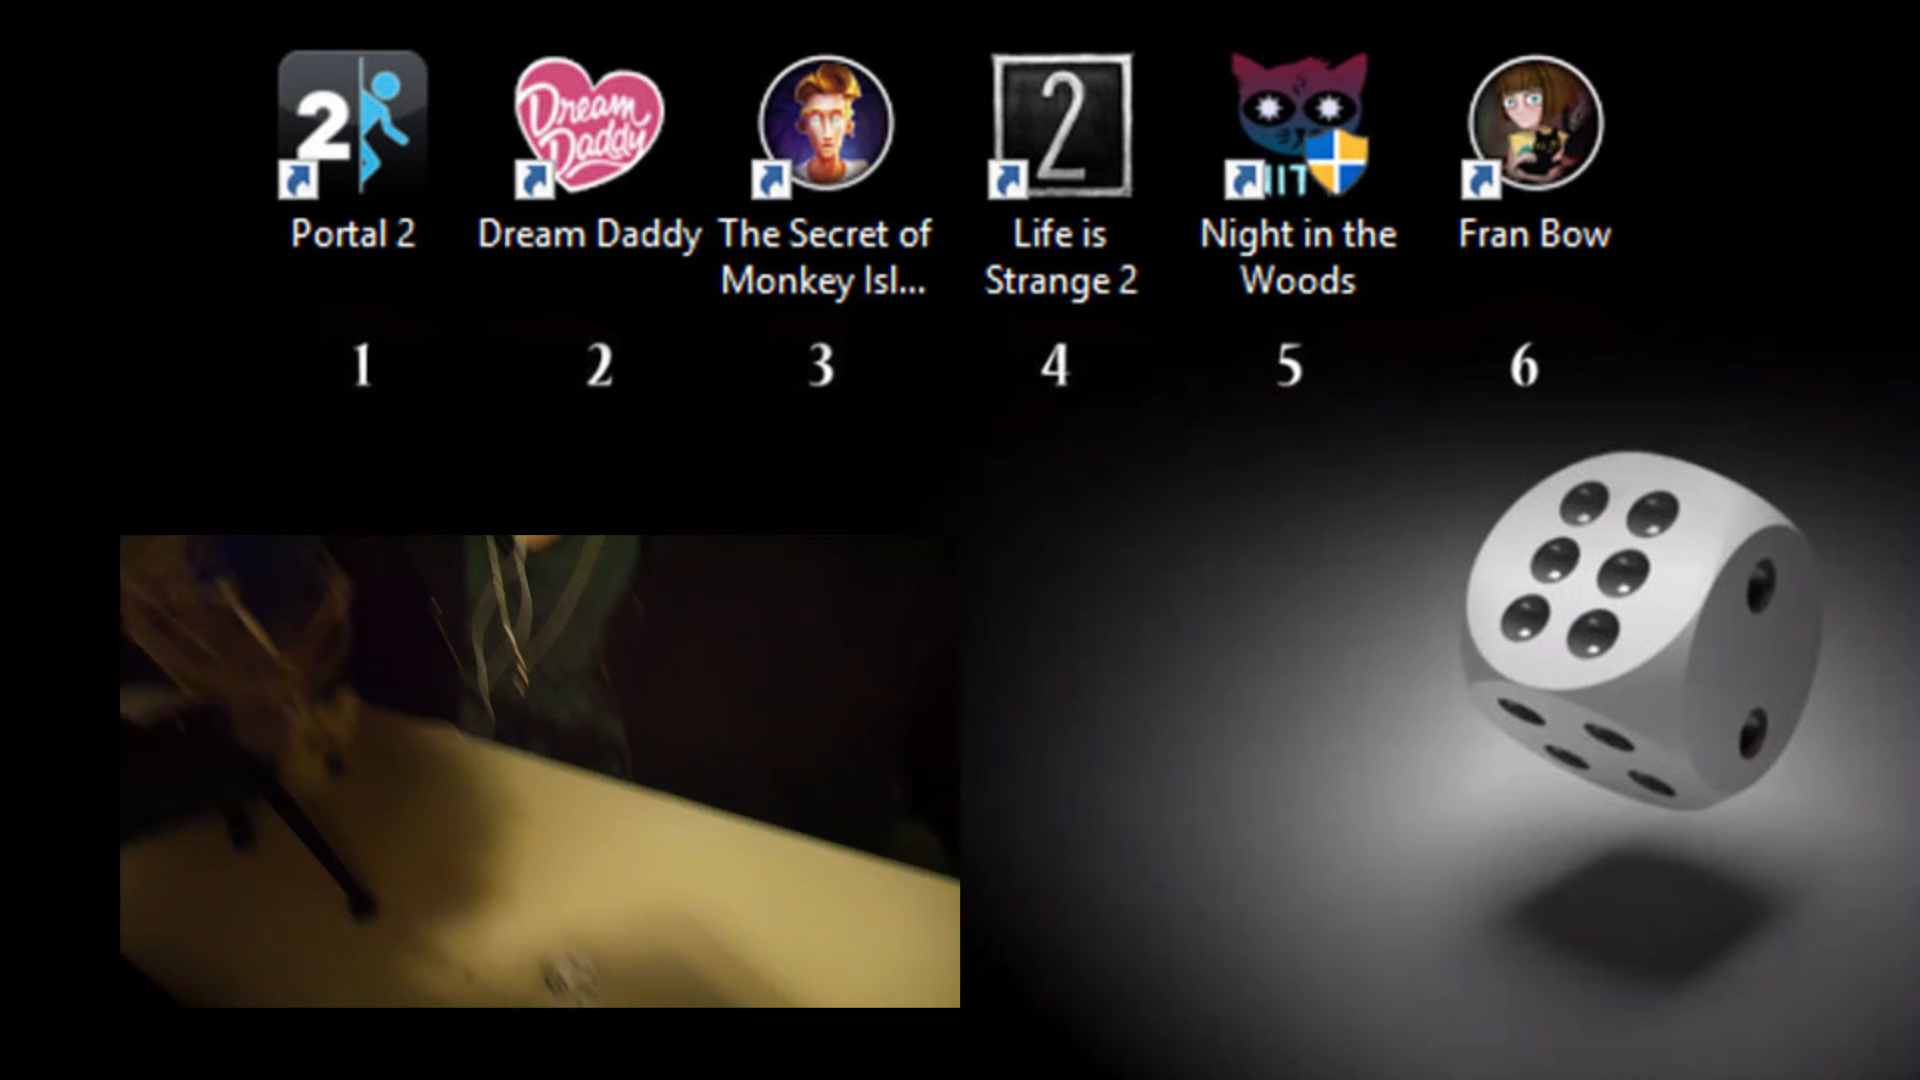 2
Dream
Daddy
2
NITW
Portal 2
Dream Daddy
The Secret of
Monkey Isl...
Life is
Strange 2
Night in the
Woods
Fran Bow
1
2
3
4
5
6